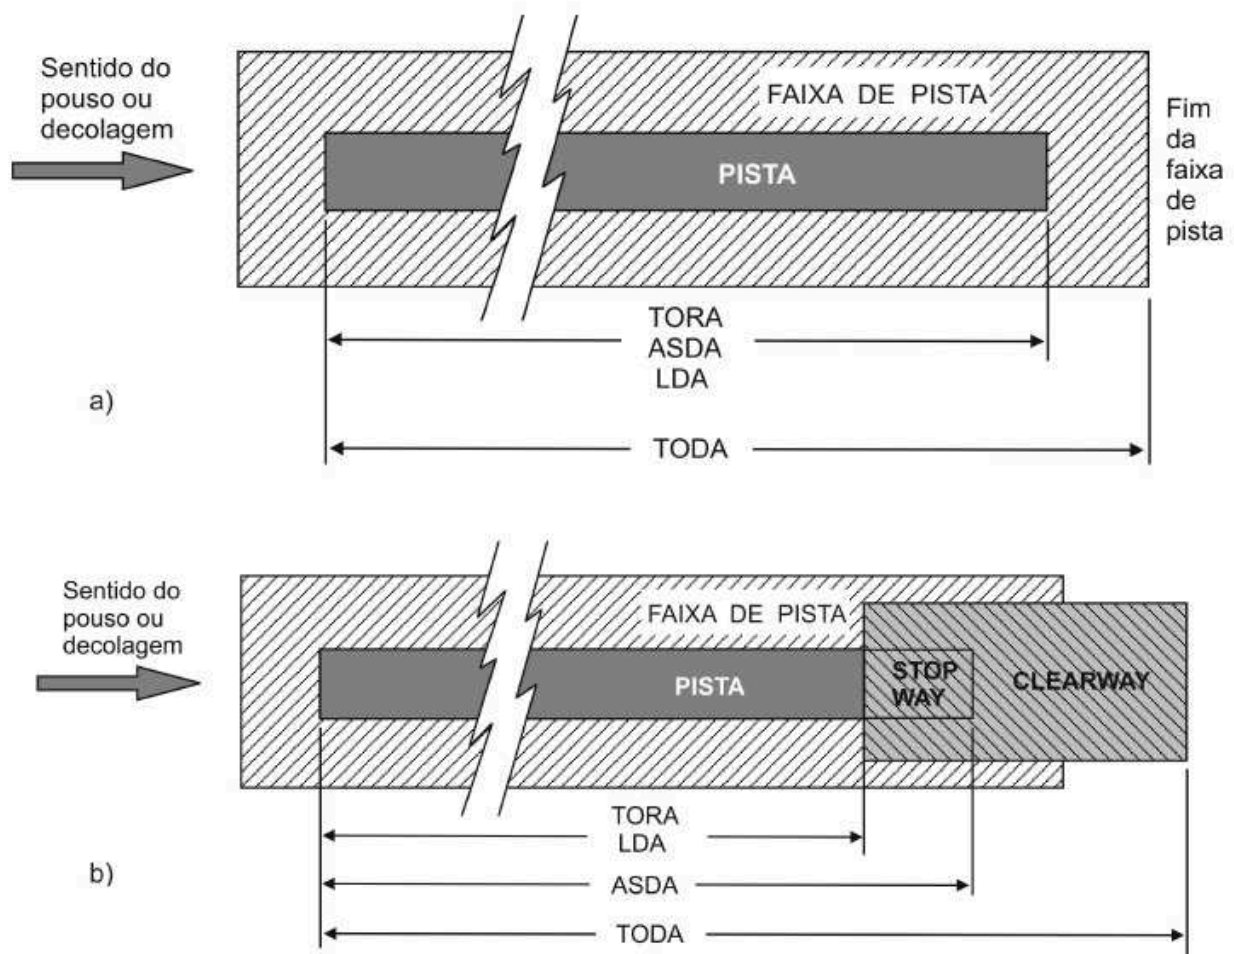 Sentido do
pouso ou
decolagem
FAIXA DE PISTA
PISTA
Fim
da
faixa
de
pista
TORA
ASDA
LDA
a)
TODA
Sentido do
pouso ou
decolagem
FAIXA DE PISTA
PISTA
STOP
WAY
CLEARWAY
TORA
LDA
b)
ASDA
TODA